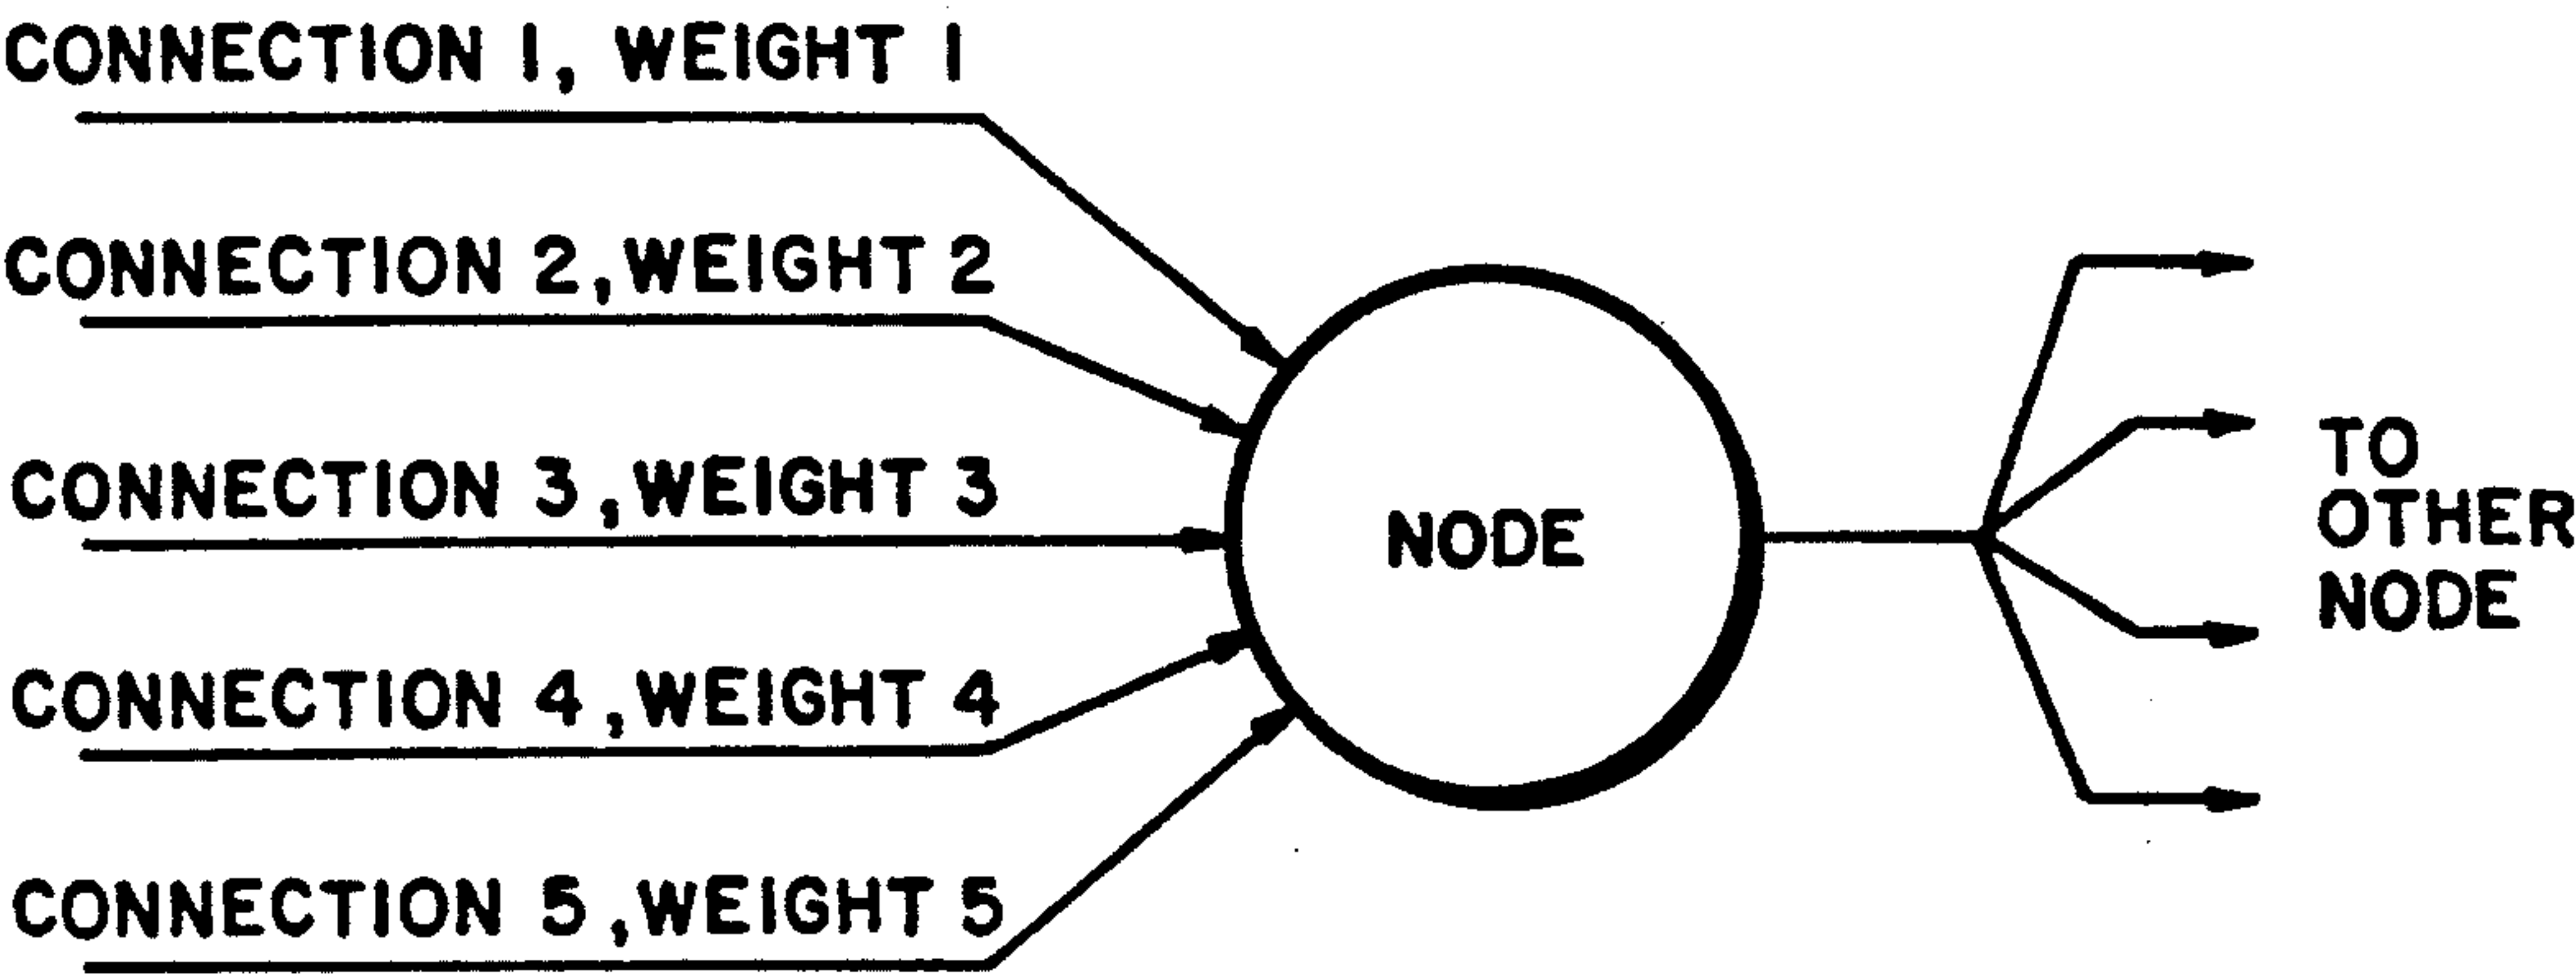 CONNECTION 1, WEIGHT 1
CONNECTION 2, WEIGHT 2
CONNECTION 3, WEIGHT 3
CONNECTION 4, WEIGHT 4
CONNECTION 5, WEIGHT 5
NODE
TO
OTHER
NODE